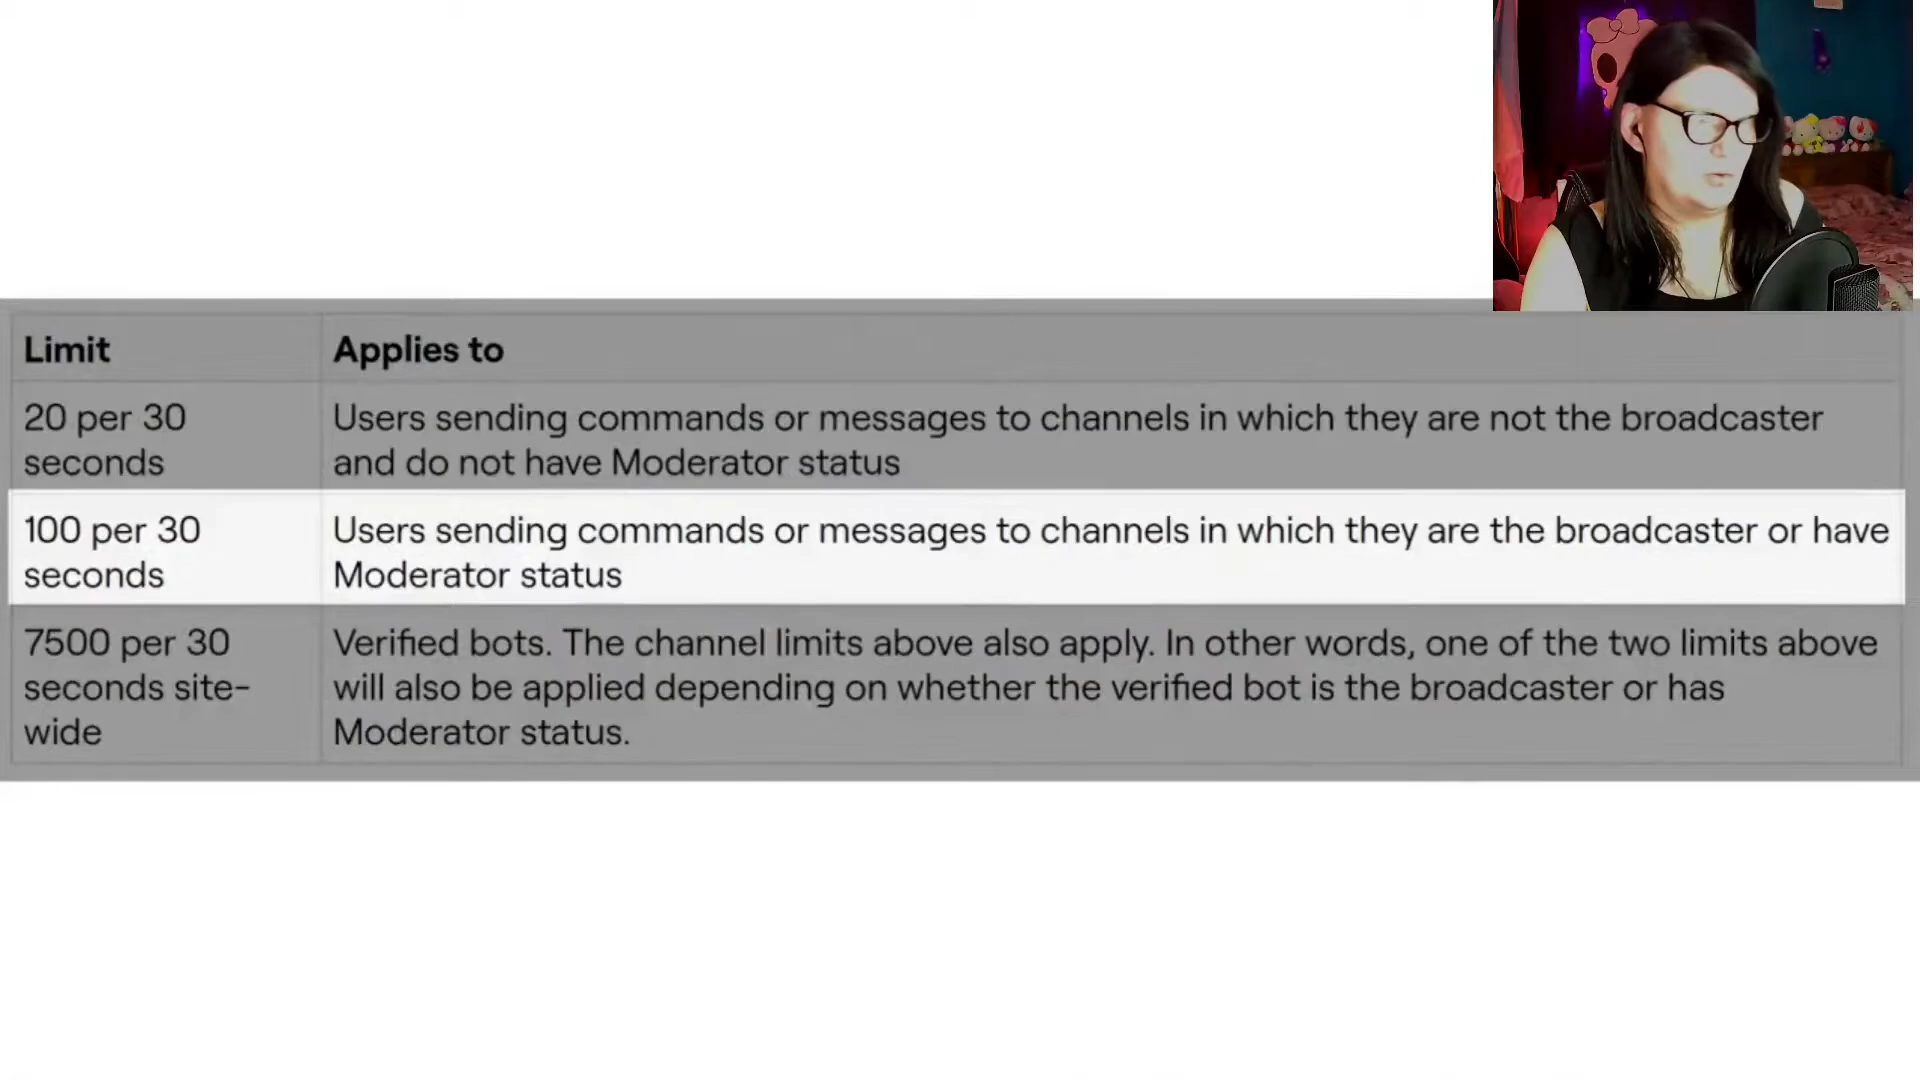 Limit
Applies to
20 per 30
seconds
Users sending commands or messages to channels in which they are not the broadcaster
and do not have Moderator status
100 per 30
seconds
Users sending commands or messages to channels in which they are the broadcaster or have
Moderator status
7500 per 30
seconds site-
wide
Verified bots. The channel limits above also apply. In other words, one of the two limits above
will also be applied depending on whether the verified bot is the broadcaster or has
Moderator status.